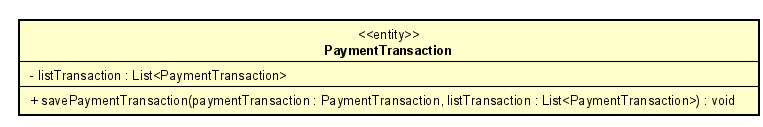 <<entity>>
PaymentTransaction
- listTransaction : List<PaymentTransaction>
+ savePaymentTransaction(paymentTransaction : PaymentTransaction, listTransaction : List<PaymentTransaction>) : void